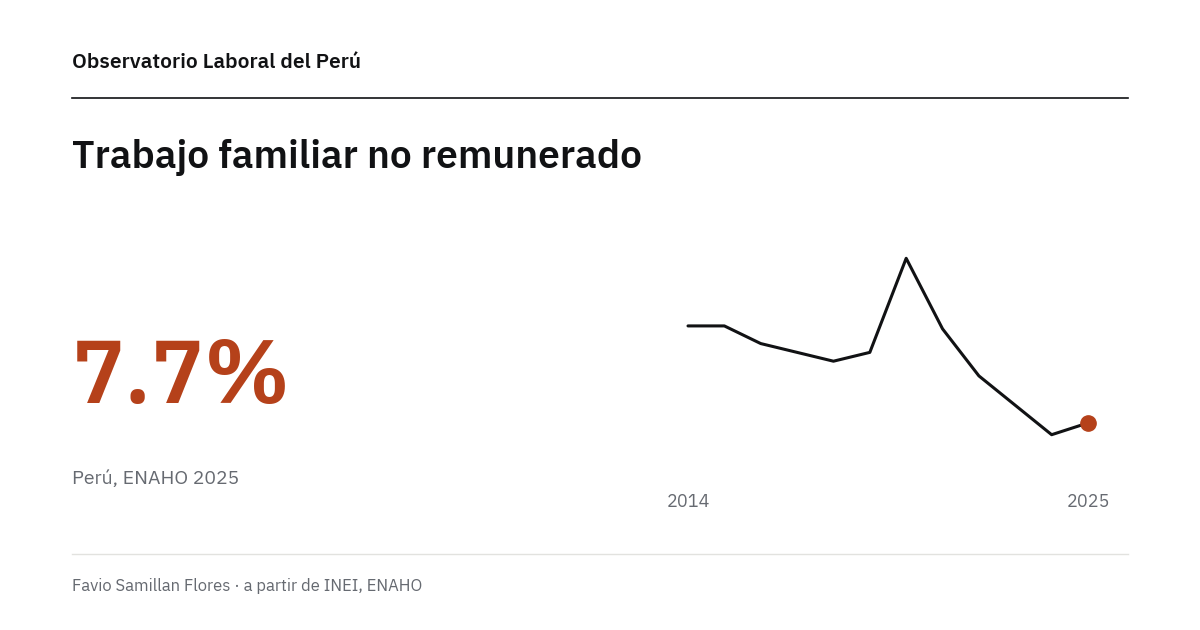 Observatorio Laboral del Perú
Trabajo familiar no remunerado
7.7%
Perú, ENAHO 2025
2014
2025
Favio Samillan Flores · a partir de INEI, ENAHO